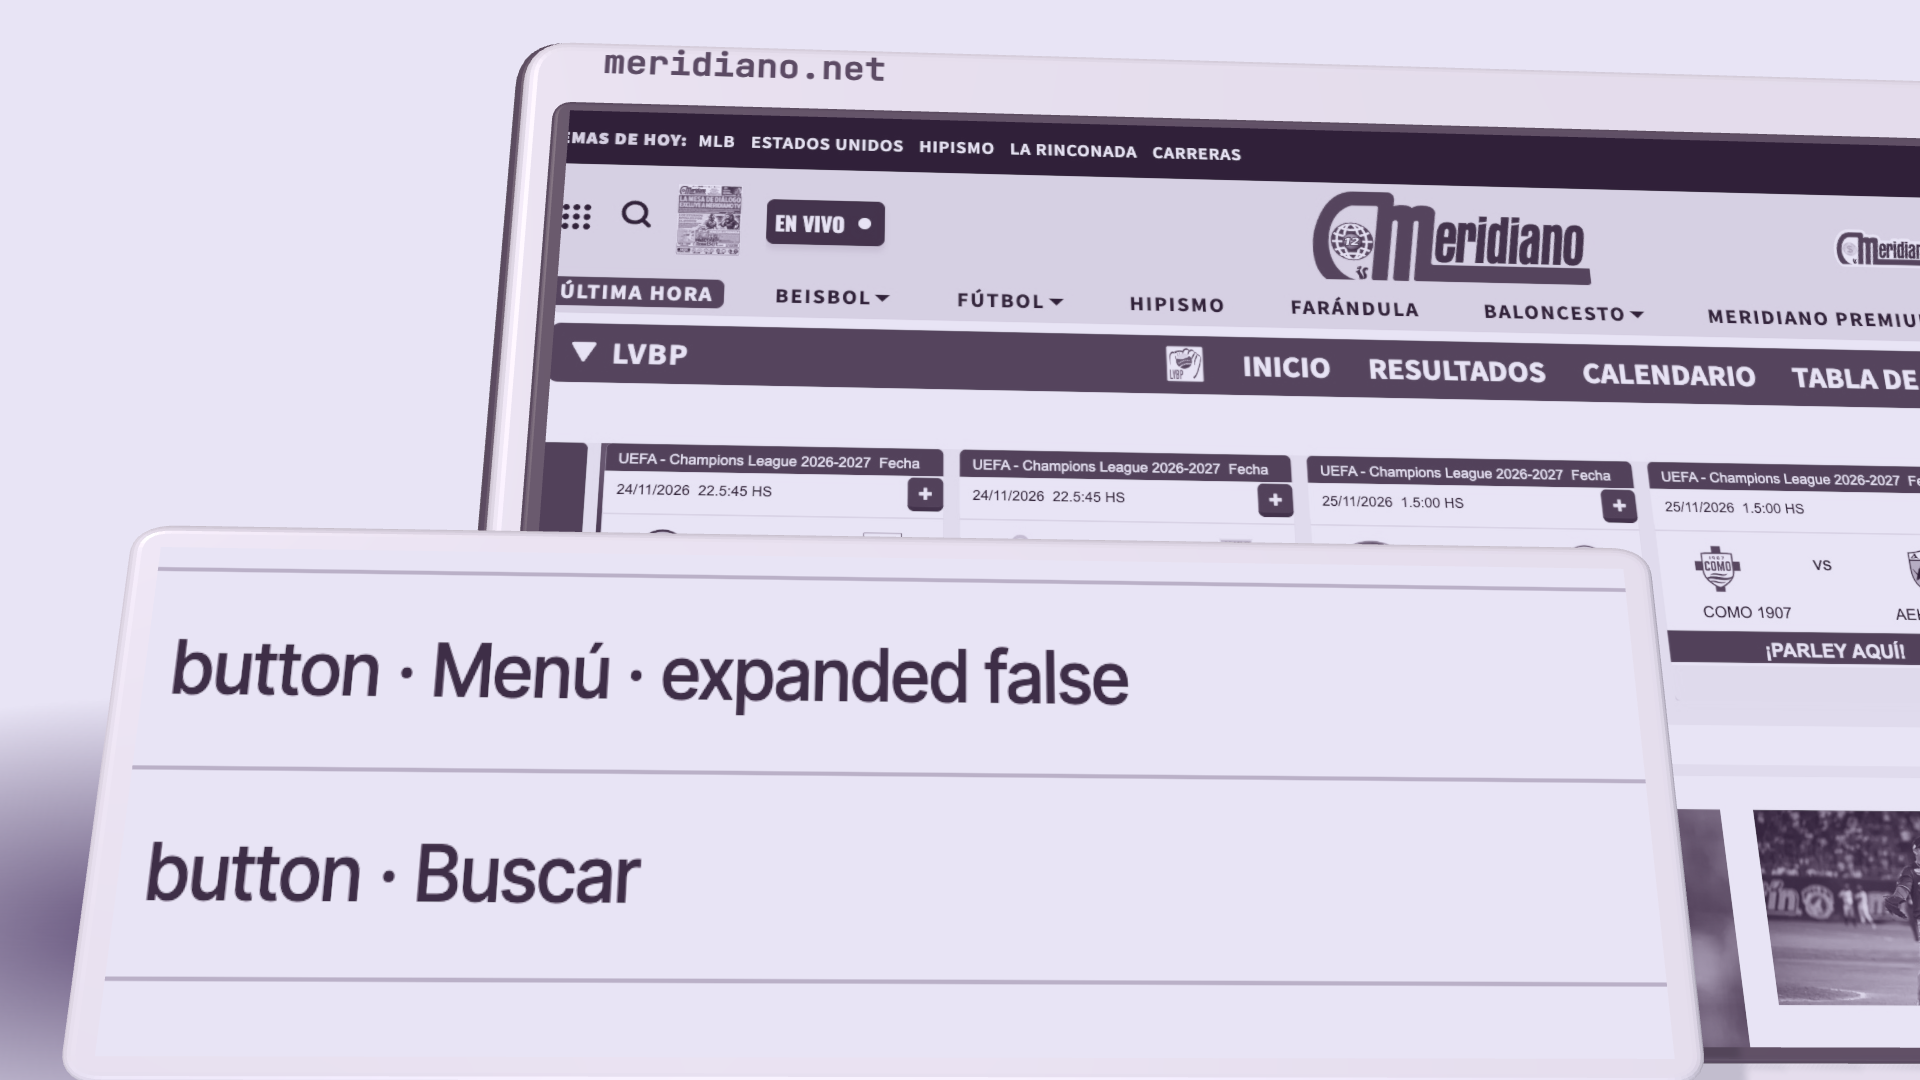 meridiano.net
EMAS DE HOY: MLB ESTADOS UNIDOS HIPISMO LA RINCONADA CARRERAS
EN VIVO
Meridiano
ÚLTIMA HORA BEISBOL FÚTBOL HIPISMO FARÁNDULA BALONCESTO MERIDIANO PREMIU
LVBP INICIO RESULTADOS CALENDARIO TABLA DE
UEFA - Champions League 2026-2027 Fecha
24/11/2026 22.5:45 HS
UEFA - Champions League 2026-2027 Fecha
24/11/2026 22.5:45 HS
UEFA - Champions League 2026-2027 Fecha
25/11/2026 1.5:00 HS
UEFA - Champions League 2026-2027
25/11/2026 1.5:00 HS
COMO
VS
COMO 1907
¡PARLEY AQUÍ!
button · Menú · expanded false
button · Buscar